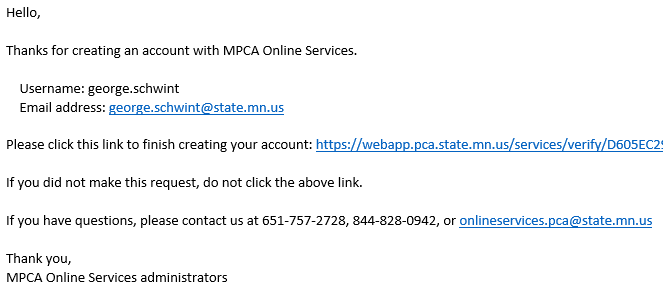 Hello,
Thanks for creating an account with MPCA Online Services.
Username: george.schwint
Email address: george.schwint@state.mn.us
Please click this link to finish creating your account: https://webapp.pca.state.mn.us/services/verify/D605EC29
If you did not make this request, do not click the above link.
If you have questions, please contact us at 651-757-2728, 844-828-0942, or onlineservices.pca@state.mn.us
Thank you,
MPCA Online Services administrators